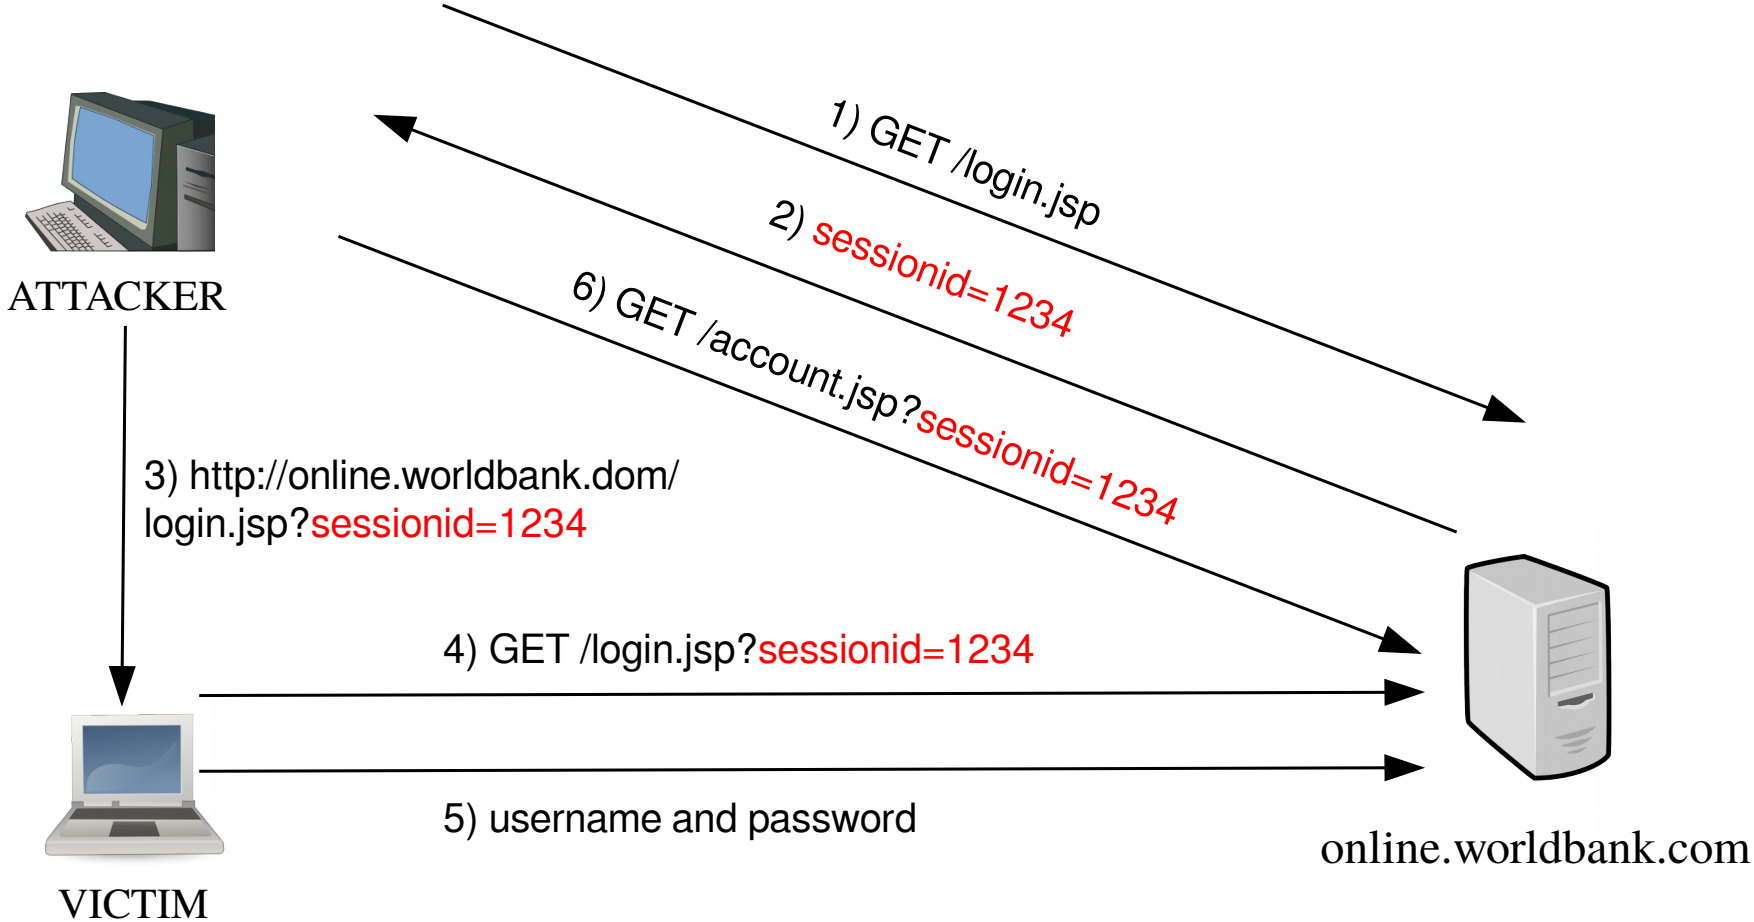 1) GET /login.jsp
2) sessionid=1234
6) GET /account.jsp?sessionid=1234
ATTACKER
3) http://online.worldbank.dom/
login.jsp?sessionid=1234
4) GET /login.jsp?sessionid=1234
5) username and password
online.worldbank.com
VICTIM